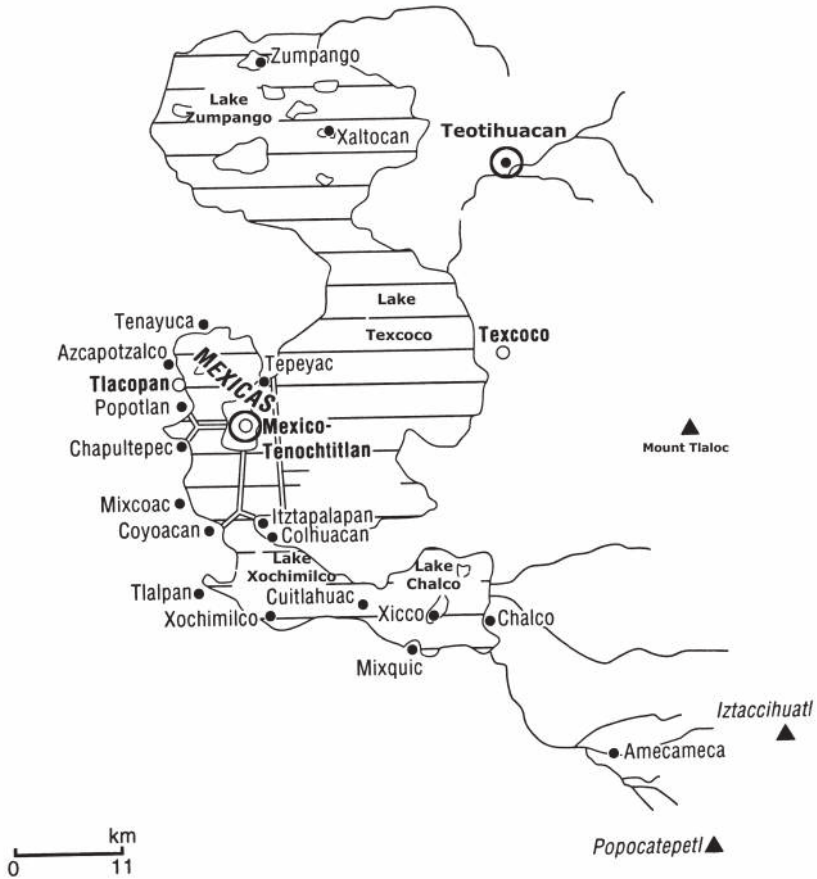 Zumpango
Lake
Zumpango
Xaltocan
Teotihuacan
Lake
Texcoco
Texcoco
Tenayuca
Azcapotzalco
MEXICAS
Tepeyac
Tlacopan
Popotlan
Mexico-
Tenochtitlan
Chapultepec
Mount Tlaloc
Mixcoac
Itztapalapan
Coyoacan
Colhuacan
Lake
Xochimilco
Lake
Chalco
Tlalpan
Cuitlahuac
Xochimilco
Xicco
Chalco
Mixquic
Iztaccihuatl
Amecameca
km
0 11
Popocatepetl